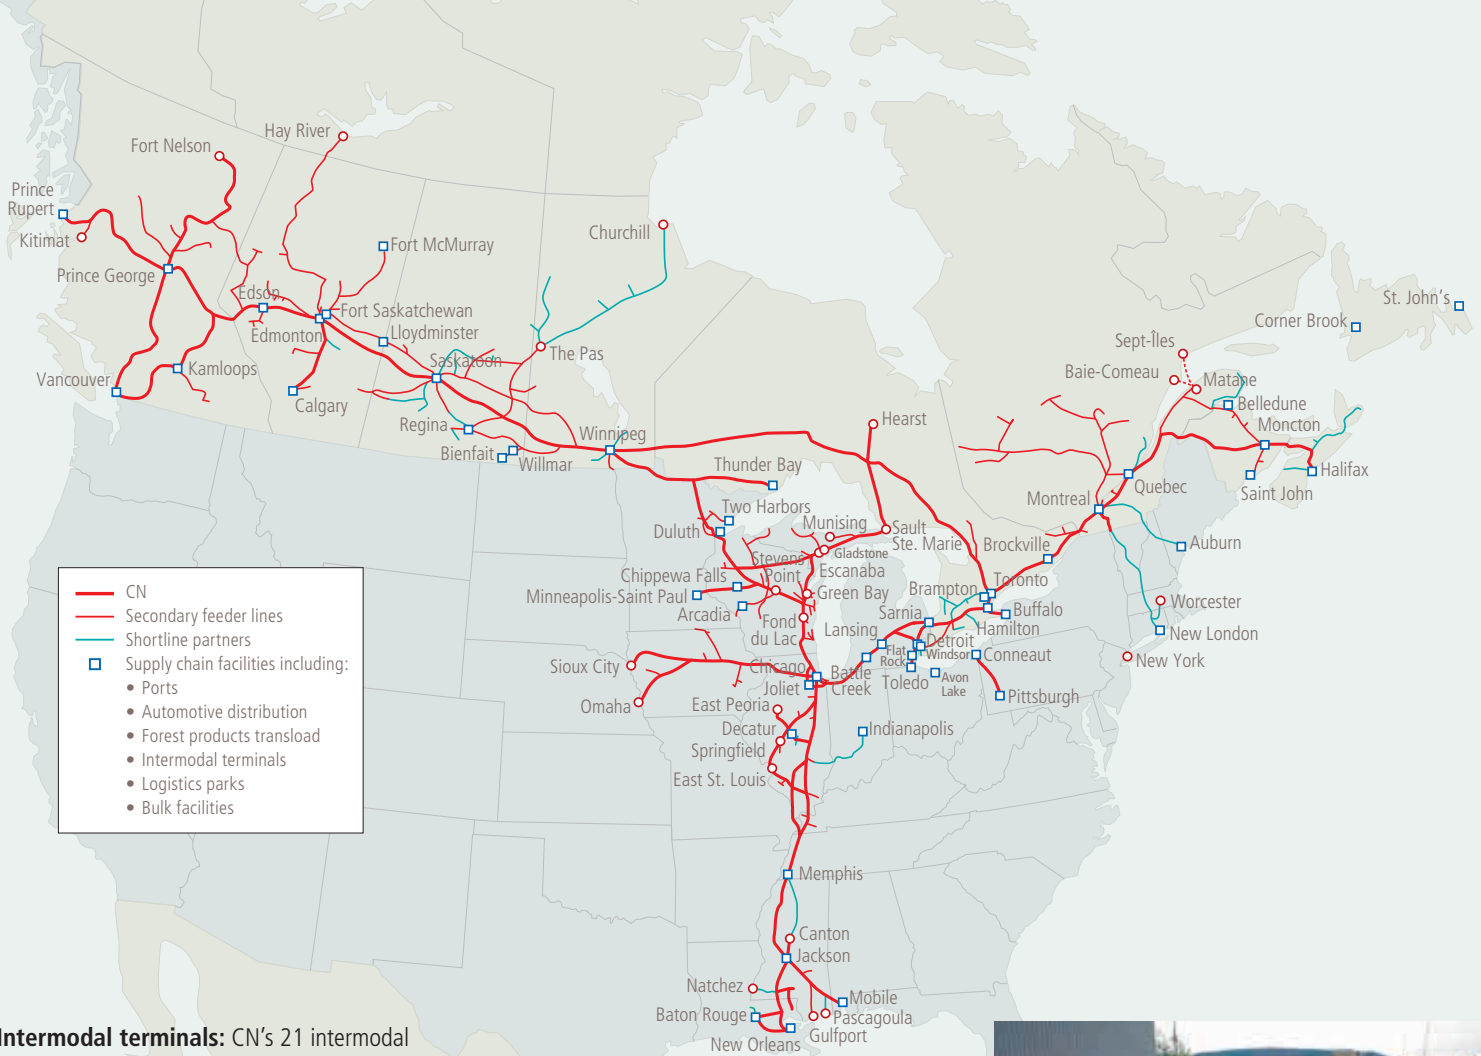 Hay River
Fort Nelson
Prince
Rupert
Kitimat
Prince George
Fort McMurray
Churchill
Edson
Fort Saskatchewan
Edmonton
Lloydminster
Saskatoon
The Pas
Vancouver
Kamloops
Calgary
Regina
Bienfait
Willmar
Winnipeg
Hearst
Thunder Bay
Two Harbors
Duluth
Munising
Sault
Ste. Marie
Stevens
Point
Gladstone
Escanaba
Chippewa Falls
Minneapolis-Saint Paul
Arcadia
Green Bay
Fond
du Lac
St. John's
Corner Brook
Sept-Îles
Baie-Comeau
Matane
Belledune
Moncton
Halifax
Saint John
Quebec
Montreal
Auburn
Brockville
Toronto
Brampton
Buffalo
Hamilton
Sarnia
Lansing
Detroit
Windsor
Flat
Rock
Conneaut
Toledo
Avon
Lake
Pittsburgh
Worcester
New London
New York
Sioux City
Omaha
Chicago
Joliet
Battle
Creek
East Peoria
Decatur
Springfield
East St. Louis
Indianapolis
Memphis
Canton
Jackson
Natchez
Baton Rouge
New Orleans
Mobile
Pascagoula
Gulfport
CN
Secondary feeder lines
Shortline partners
Supply chain facilities including:
• Ports
• Automotive distribution
• Forest products transload
• Intermodal terminals
• Logistics parks
• Bulk facilities
Intermodal terminals: CN's 21 intermodal